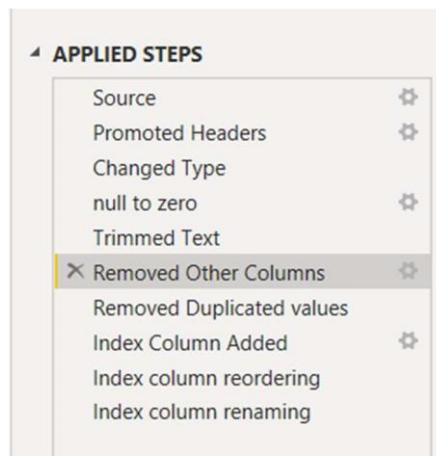 APPLIED STEPS
Source
Promoted Headers
Changed Type
null to zero
Trimmed Text
Removed Other Columns
Removed Duplicated values
Index Column Added
Index column reordering
Index column renaming